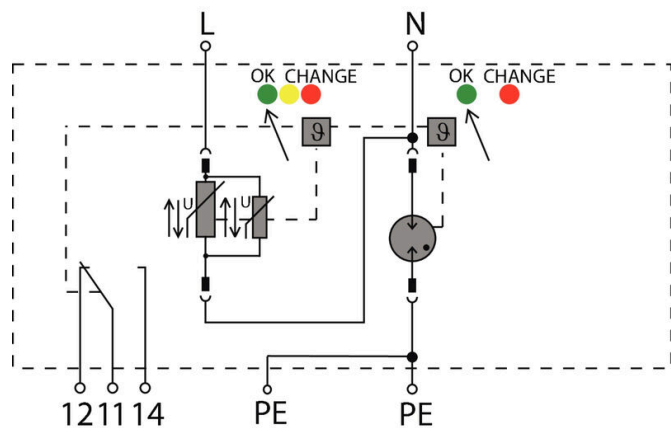 L N
OK CHANGE OK CHANGE
ϑ ϑ
U U
12 11 14 PE PE